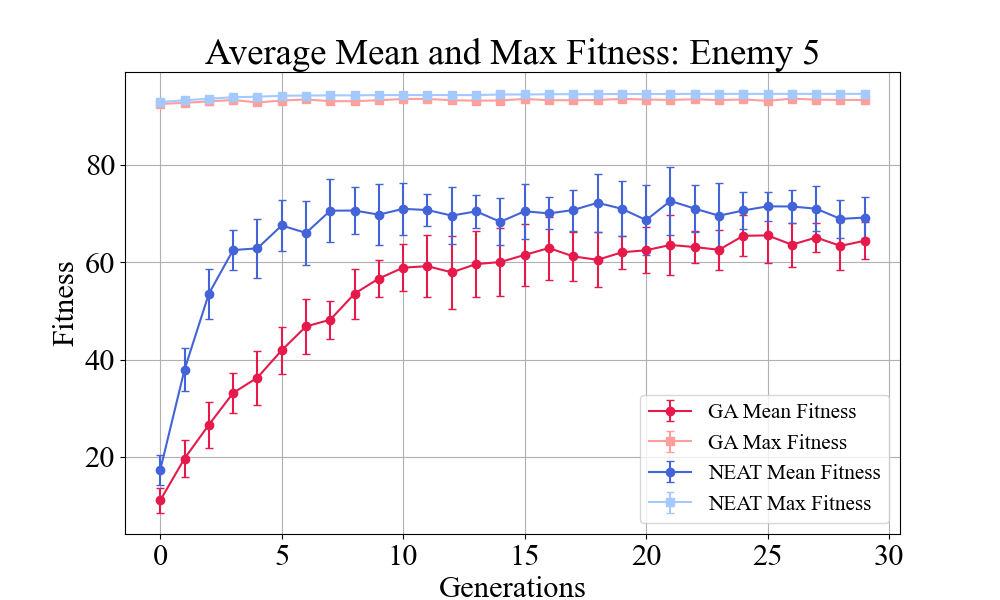 Average Mean and Max Fitness: Enemy 5
Fitness
80
60
40
20
GA Mean Fitness
GA Max Fitness
NEAT Mean Fitness
NEAT Max Fitness
0 5 10 15 20 25 30
Generations